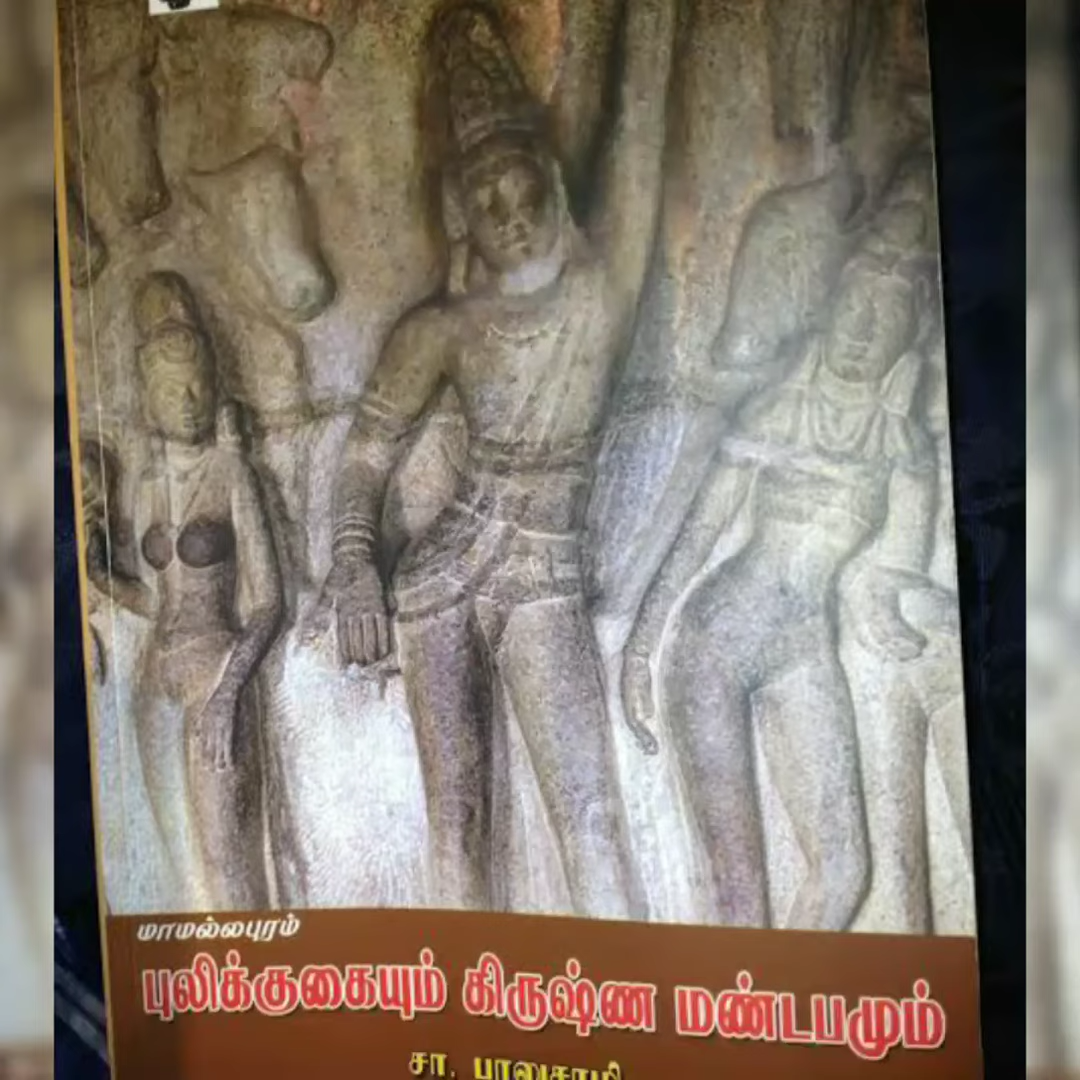 மாமல்லபுரம்
புலிக்குகையும் கிருஷ்ண மண்டபமும்
சா. பாலுசாமி